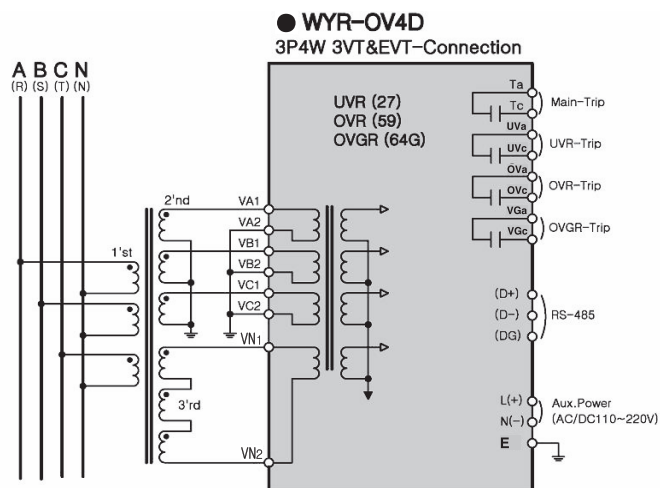 ● WYR-OV4D
3P4W 3VT&EVT-Connection
A B C N
(R) (S) (T) (N)
UVR (27)
OVR (59)
OVGR (64G)
Ta
Tc
Main-Trip
UVa
UVc
UVR-Trip
OVa
OVc
OVR-Trip
VGa
VGc
OVGR-Trip
2'nd
1'st
3'rd
VA1
VA2
VB1
VB2
VC1
VC2
VN1
VN2
(D+)
(D-)
(DG)
RS-485
L(+)
N(-)
Aux.Power
(AC/DC110~220V)
E